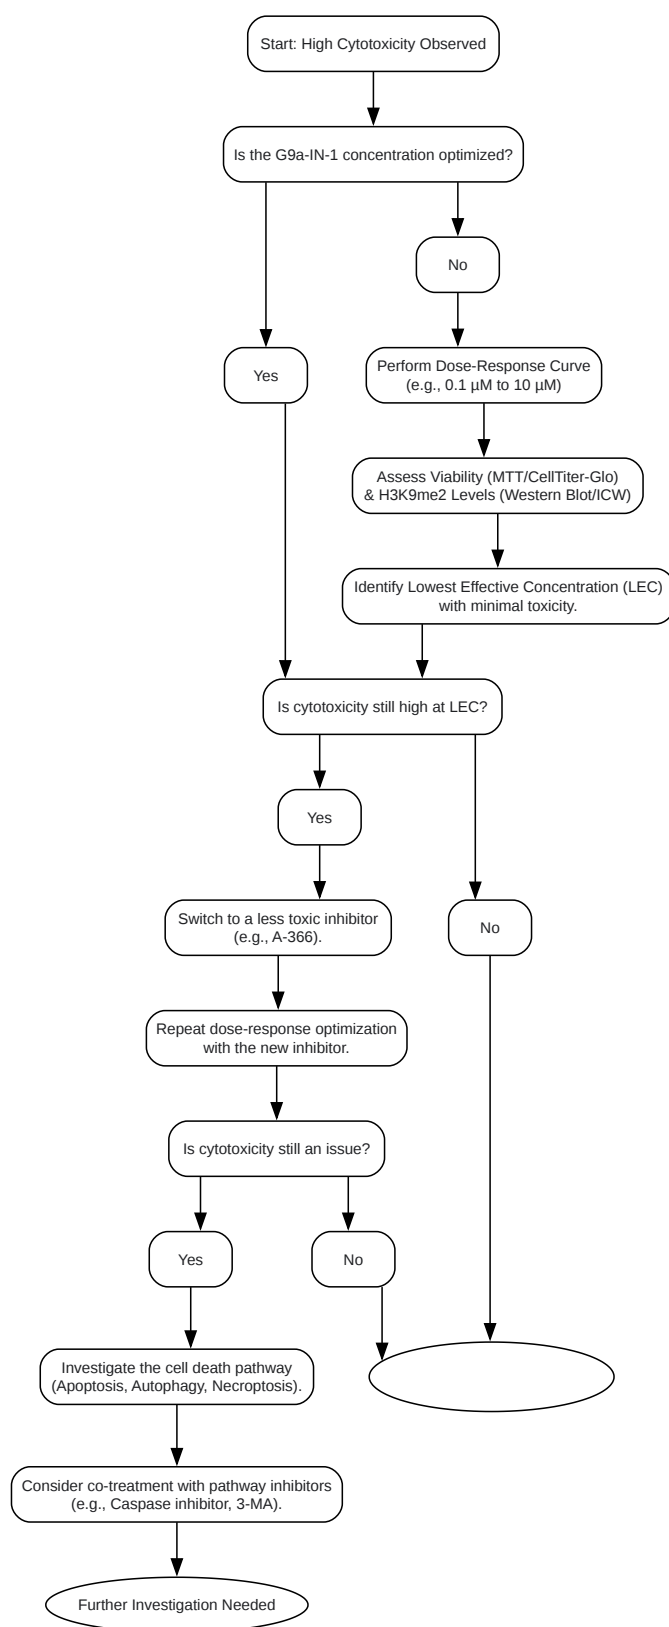 Start: High Cytotoxicity Observed
Is the G9a-IN-1 concentration optimized?
No
Yes
Perform Dose-Response Curve
(e.g., 0.1 µM to 10 µM)
Assess Viability (MTT/CellTiter-Glo)
& H3K9me2 Levels (Western Blot/ICW)
Identify Lowest Effective Concentration (LEC)
with minimal toxicity.
Is cytotoxicity still high at LEC?
Yes
Switch to a less toxic inhibitor
(e.g., A-366).
No
Repeat dose-response optimization
with the new inhibitor.
Is cytotoxicity still an issue?
Yes
No
Investigate the cell death pathway
(Apoptosis, Autophagy, Necroptosis).
Consider co-treatment with pathway inhibitors
(e.g., Caspase inhibitor, 3-MA).
Further Investigation Needed